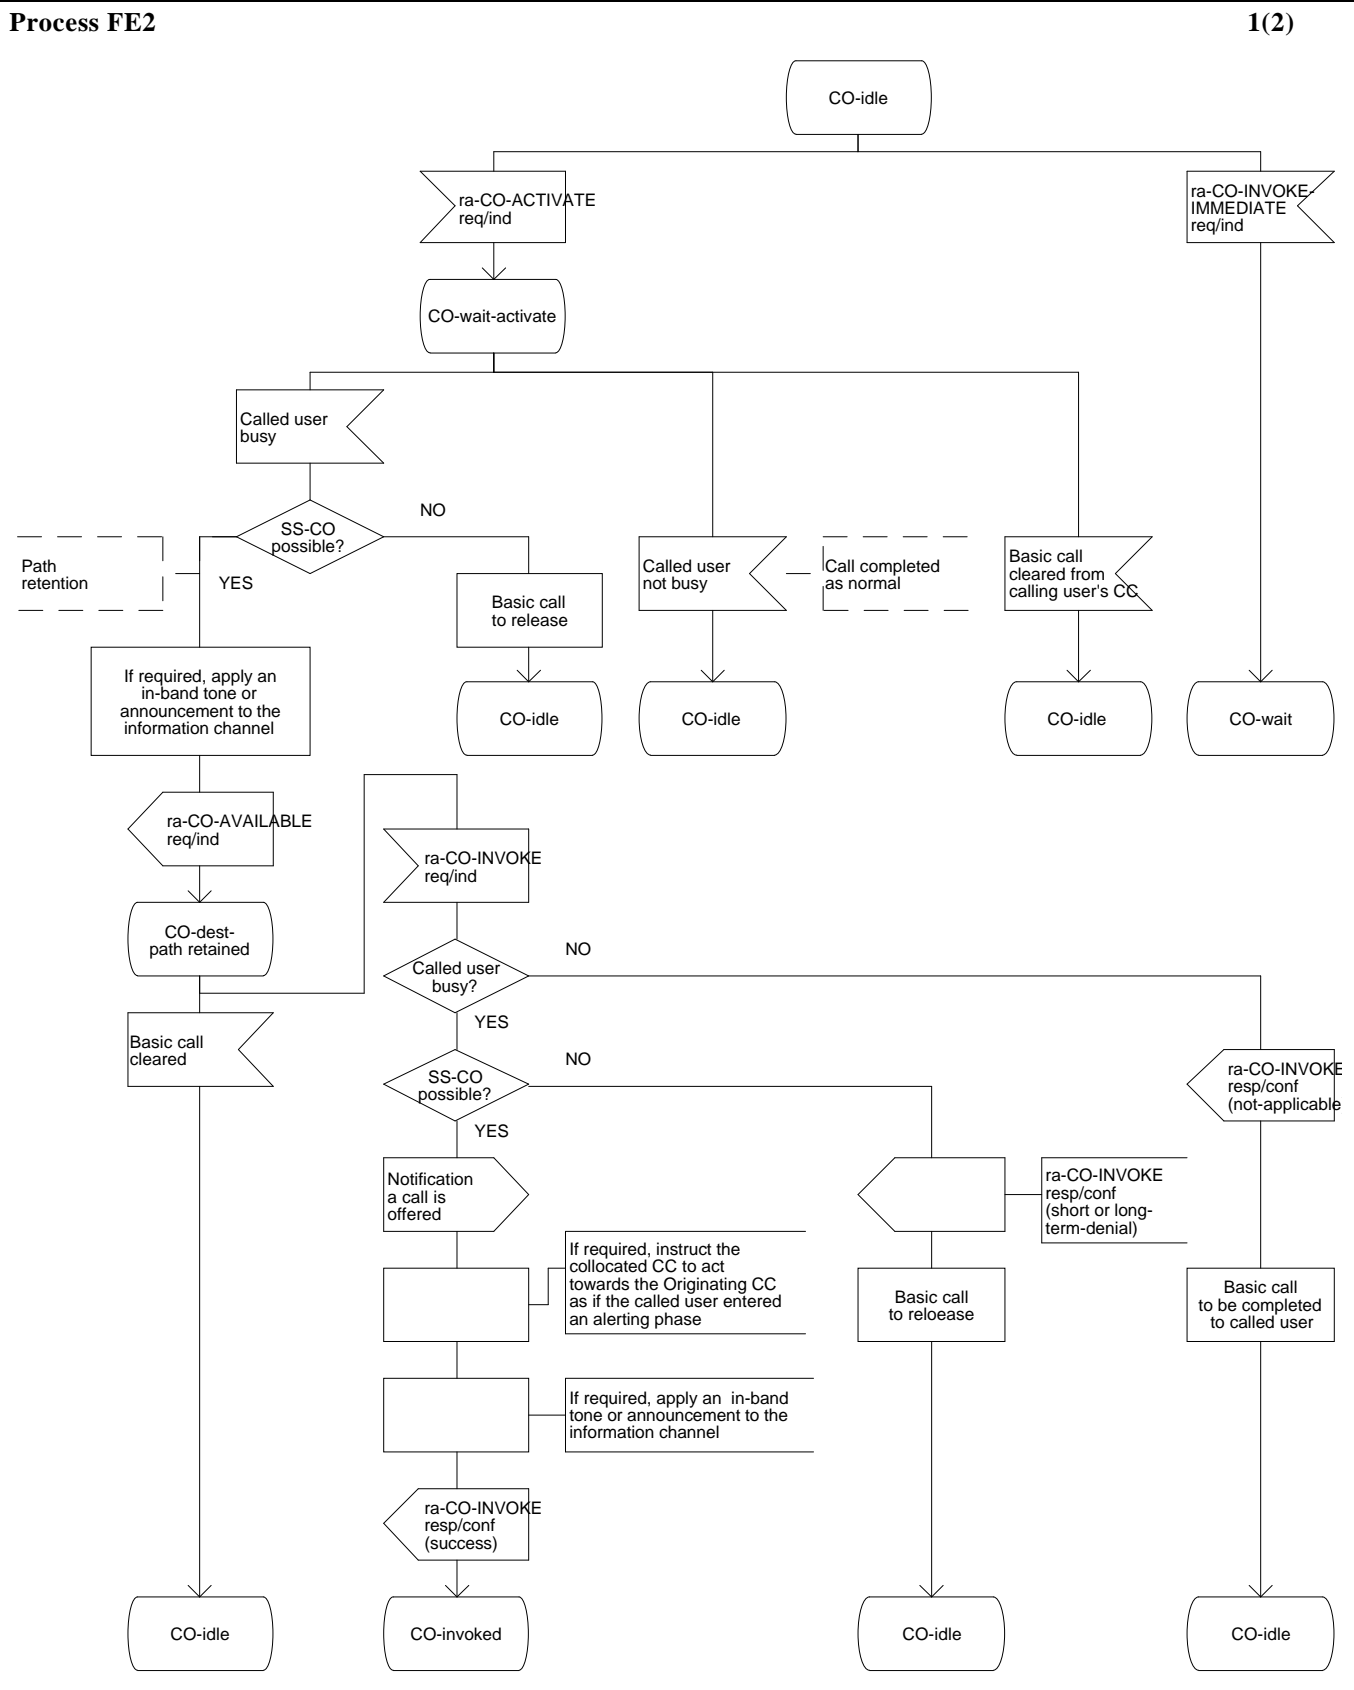 Process FE2
1(2)
CO-idle
ra-CO-ACTIVATE
req/ind
ra-CO-INVOKE-
IMMEDIATE
req/ind
CO-wait-activate
Called user
busy
SS-CO
possible?
NO
YES
Path
retention
Basic call
to release
Called user
not busy
Call completed
as normal
Basic call
cleared from
calling user's CC
If required, apply an
in-band tone or
announcement to the
information channel
CO-idle
CO-idle
CO-idle
CO-wait
ra-CO-AVAILABLE
req/ind
ra-CO-INVOKE
req/ind
CO-dest-
path retained
Called user
busy?
NO
YES
Basic call
cleared
SS-CO
possible?
NO
YES
ra-CO-INVOKE
resp/conf
(not-applicable
Notification
a call is
offered
ra-CO-INVOKE
resp/conf
(short or long-
term-denial)
If required, instruct the
collocated CC to act
towards the Originating CC
as if the called user entered
an alerting phase
Basic call
to reloease
Basic call
to be completed
to called user
If required, apply an in-band
tone or announcement to the
information channel
ra-CO-INVOKE
resp/conf
(success)
CO-idle
CO-invoked
CO-idle
CO-idle